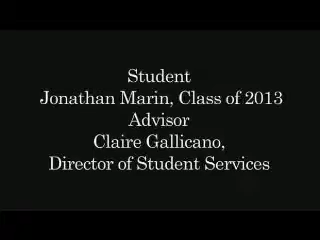 Student
Jonathan Marin, Class of 2013
Advisor
Claire Gallicano,
Director of Student Services